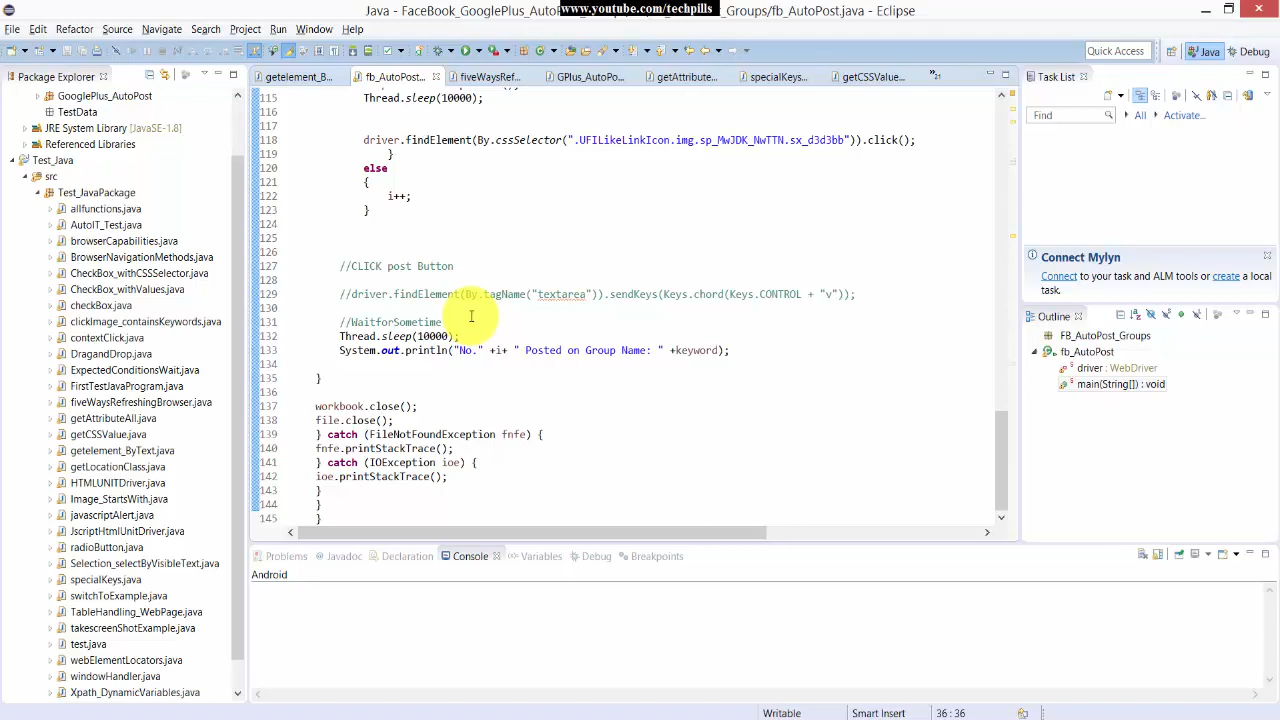 www.youtube.com/techpills
Groups/fb_AutoPost.java - Eclipse
File Edit Refactor Source Navigate Search Project Run Window Help
Quick Access Java Debug
Package Explorer
getelement_B... fb_AutoPost... fiveWaysRef... GPlus_AutoPo... getAttribute... specialKeys... getCSSValue... »21
Task List
GooglePlus_AutoPost
TestData
JRE System Library [JavaSE-1.8]
Referenced Libraries
Test_Java
src
Test_JavaPackage
allfunctions.java
AutoIT_Test.java
browserCapabilities.java
BrowserNavigationMethods.java
CheckBox_withCSSSelector.java
CheckBox_withValues.java
checkBox.java
clickImage_containsKeywords.java
contextClick.java
DragandDrop.java
ExpectedConditionsWait.java
FirstTestJavaProgram.java
fiveWaysRefreshingBrowser.java
getAttributeAll.java
getCSSValue.java
getelement_ByText.java
getLocationClass.java
HTMLUNITDriver.java
Image_StartsWith.java
javascriptAlert.java
JscriptHtmlUnitDriver.java
radioButton.java
Selection_selectByVisibleText.java
specialKeys.java
switchToExample.java
TableHandling_WebPage.java
takescreenShotExample.java
test.java
webElementLocators.java
windowHandler.java
Xpath_DynamicVariables.java
115 Thread.sleep(10000);
116
117
118 driver.findElement(By.cssSelector(".UFILikeLinkIcon.img.sp_MwJDK_NwTTN.sx_d3d3bb")).click();
119 }
120 else
121 {
122 i++;
123 }
124
125
126
127 //CLICK post Button
128
129 //driver.findElement(By.tagName("textarea")).sendKeys(Keys.chord(Keys.CONTROL + "v"));
130
131 //WaitforSometime
132 Thread.sleep(10000);
133 System.out.println("No." +i+ " Posted on Group Name: " +keyword);
134
135 }
136
137 workbook.close();
138 file.close();
139 } catch (FileNotFoundException fnfe) {
140 fnfe.printStackTrace();
141 } catch (IOException ioe) {
142 ioe.printStackTrace();
143 }
144 }
145 }
Find All Activate...
Connect Mylyn
Connect to your task and ALM tools or create a local task.
Outline
FB_AutoPost_Groups
fb_AutoPost
driver : WebDriver
main(String[]) : void
Problems Javadoc Declaration Console Variables Debug Breakpoints
Android
Writable Smart Insert 36 : 36